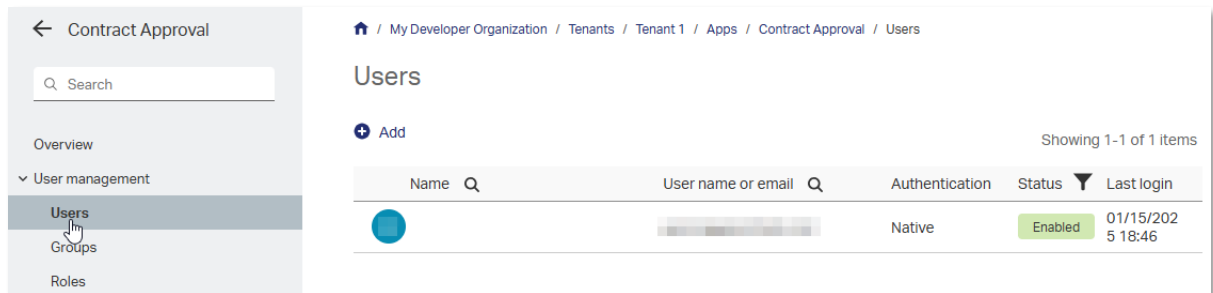 Contract Approval
Search
Overview
User management
Users
Groups
Roles
/ My Developer Organization / Tenants / Tenant 1 / Apps / Contract Approval / Users
Users
Add
Showing 1-1 of 1 items
Name User name or email Authentication Status Last login
Native Enabled 01/15/202
5 18:46